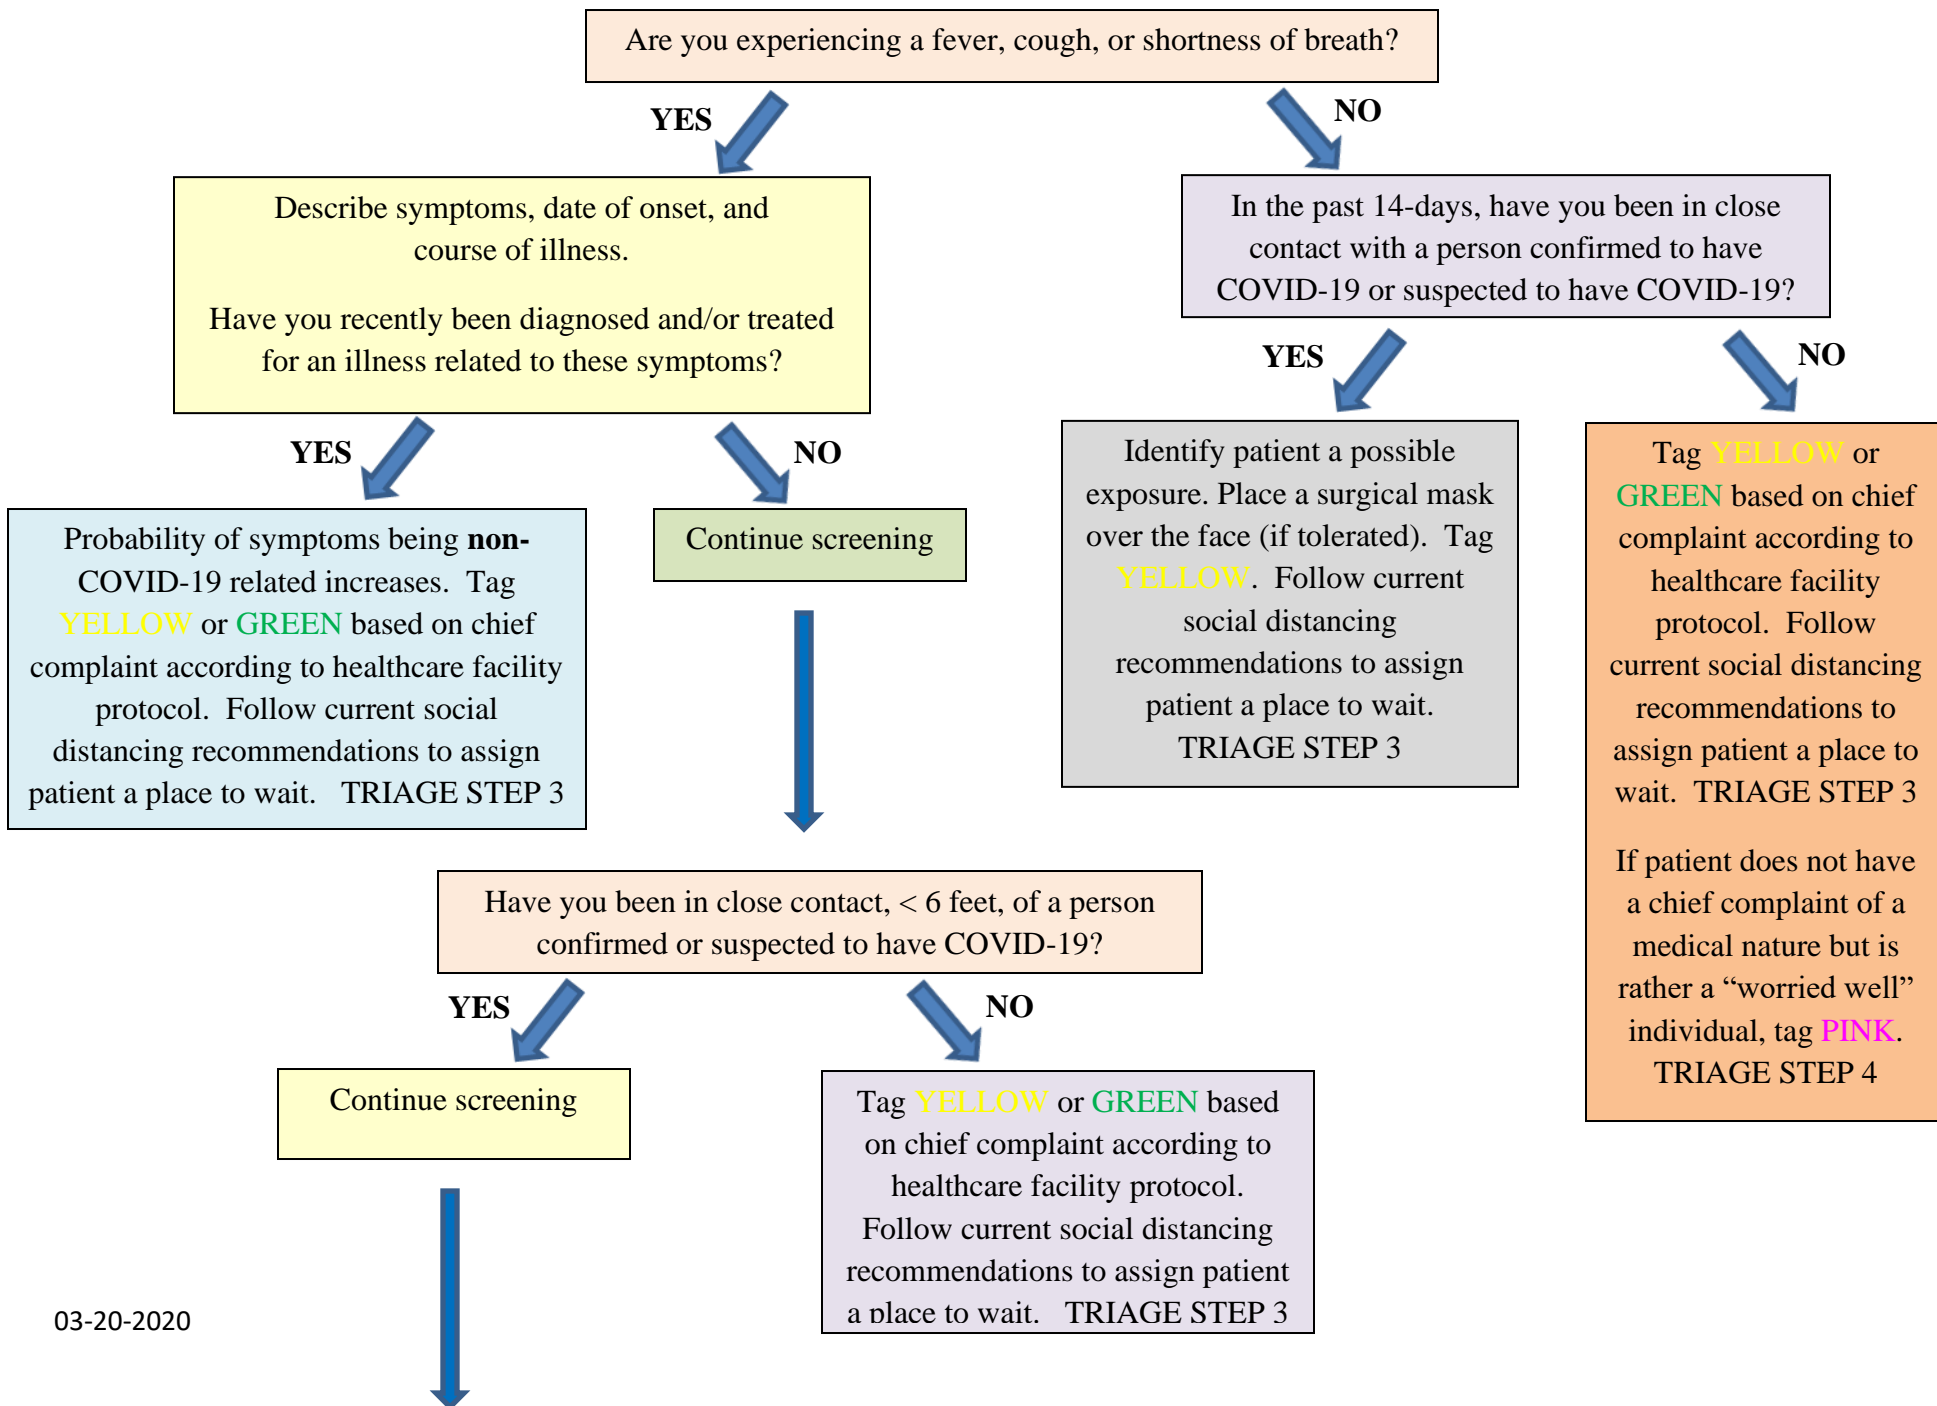 Are you experiencing a fever, cough, or shortness of breath?
YES
NO
Describe symptoms, date of onset, and
course of illness.
Have you recently been diagnosed and/or treated
for an illness related to these symptoms?
In the past 14-days, have you been in close
contact with a person confirmed to have
COVID-19 or suspected to have COVID-19?
YES
NO
YES
NO
Probability of symptoms being non-
COVID-19 related increases. Tag
YELLOW or GREEN based on chief
complaint according to healthcare facility
protocol. Follow current social
distancing recommendations to assign
patient a place to wait. TRIAGE STEP 3
Continue screening
Identify patient a possible
exposure. Place a surgical mask
over the face (if tolerated). Tag
YELLOW. Follow current
social distancing
recommendations to assign
patient a place to wait.
TRIAGE STEP 3
Tag YELLOW or
GREEN based on chief
complaint according to
healthcare facility
protocol. Follow
current social distancing
recommendations to
assign patient a place to
wait. TRIAGE STEP 3
If patient does not have
a chief complaint of a
medical nature but is
rather a “worried well”
individual, tag PINK.
TRIAGE STEP 4
Have you been in close contact, < 6 feet, of a person
confirmed or suspected to have COVID-19?
YES
NO
Continue screening
Tag YELLOW or GREEN based
on chief complaint according to
healthcare facility protocol.
Follow current social distancing
recommendations to assign patient
a place to wait. TRIAGE STEP 3
03-20-2020